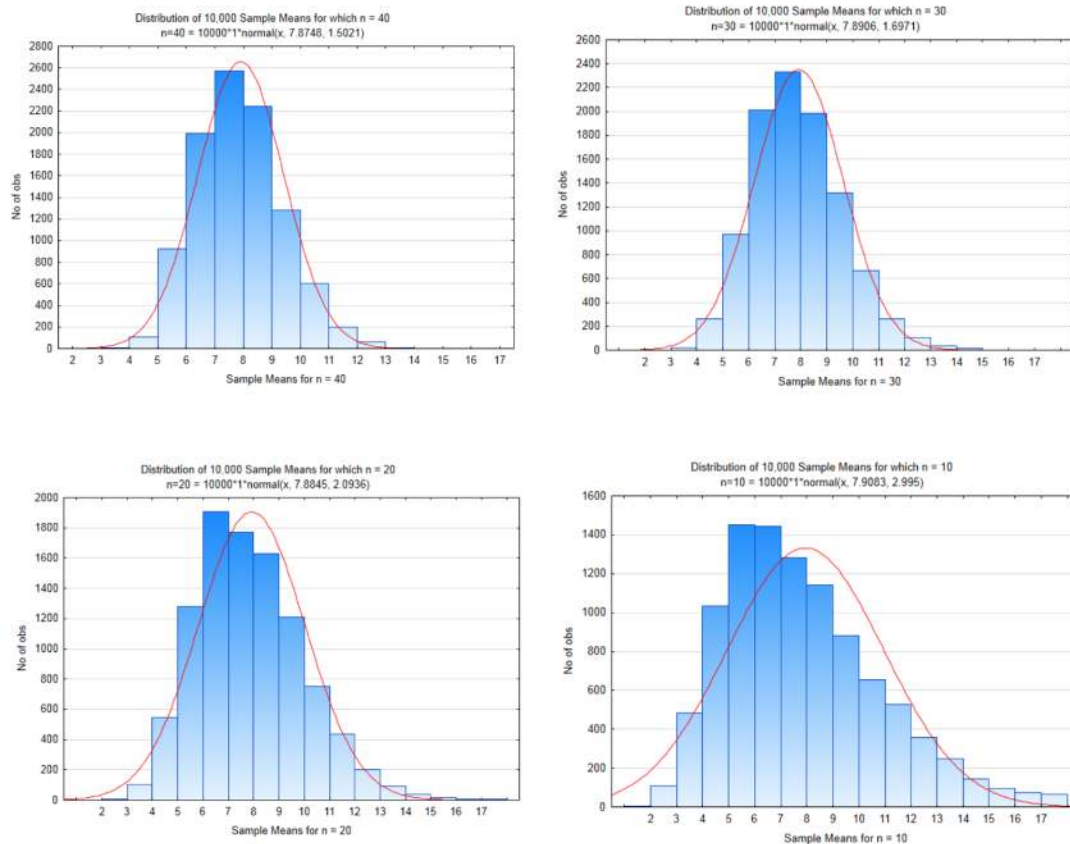 Distribution of 10,000 Sample Means for which n = 40
n=40 = 10000*1*normal(x, 7.8748, 1.5021)
2800
2600
2400
2200
2000
1800
1600
1400
1200
1000
800
600
400
200
0
No of obs
2 3 4 5 6 7 8 9 10 11 12 13 14 15 16 17
Sample Means for n = 40
Distribution of 10,000 Sample Means for which n = 30
n=30 = 10000*1*normal(x, 7.8906, 1.6971)
2600
2400
2200
2000
1800
1600
1400
1200
1000
800
600
400
200
0
No of obs
2 3 4 5 6 7 8 9 10 11 12 13 14 15 16 17
Sample Means for n = 30
Distribution of 10,000 Sample Means for which n = 20
n=20 = 10000*1*normal(x, 7.8845, 2.0936)
2000
1800
1600
1400
1200
1000
800
600
400
200
0
No of obs
2 3 4 5 6 7 8 9 10 11 12 13 14 15 16 17
Sample Means for n = 20
Distribution of 10,000 Sample Means for which n = 10
n=10 = 10000*1*normal(x, 7.9083, 2.995)
1600
1400
1200
1000
800
600
400
200
0
No of obs
2 3 4 5 6 7 8 9 10 11 12 13 14 15 16 17
Sample Means for n = 10